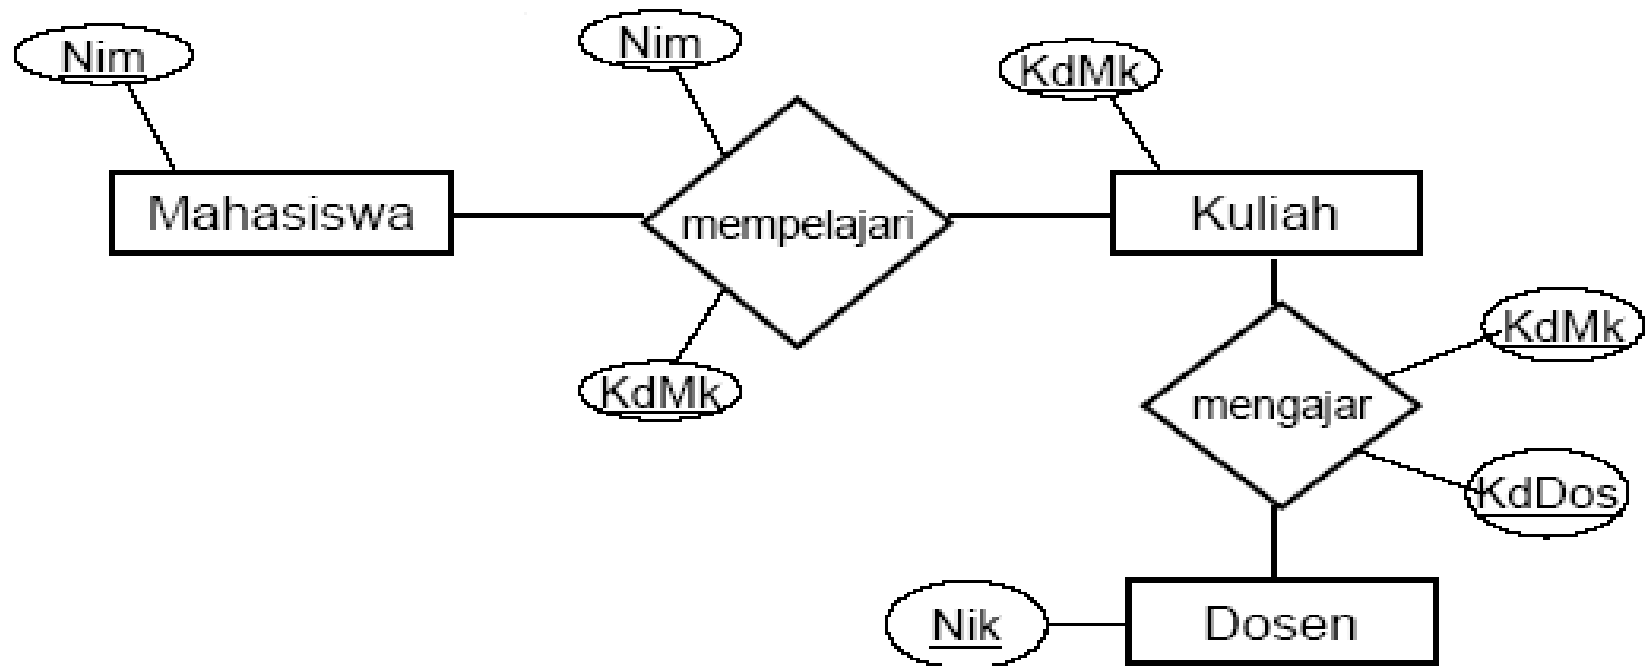 Nim
Nim
KdMk
Mahasiswa
mempelajari
Kuliah
KdMk
KdMk
mengajar
KdDos
Nik
Dosen